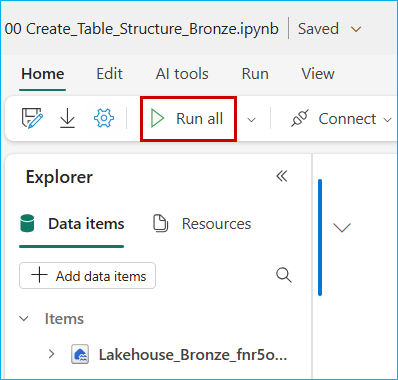 00 Create_Table_Structure_Bronze.ipynb Saved
Home Edit AI tools Run View
Run all Connect
Explorer
Data items Resources
Add data items
Items
Lakehouse_Bronze_fnr5o...